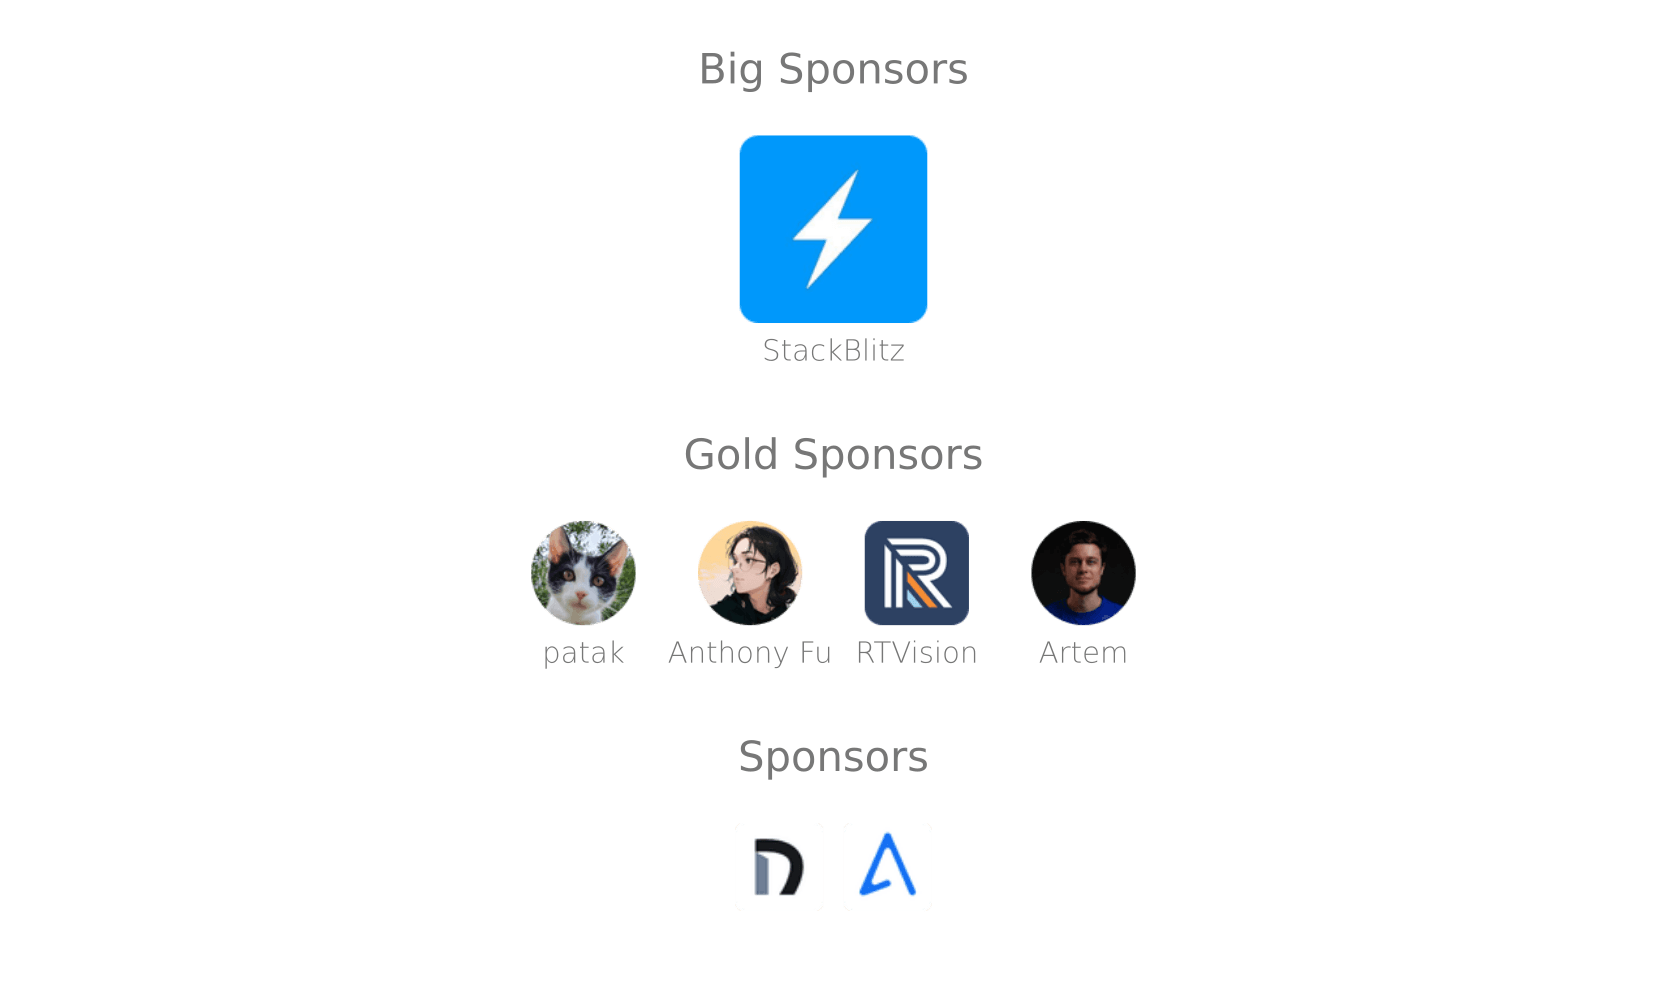 Big Sponsors
StackBlitz
Gold Sponsors
patak
Anthony Fu
RTVision
Artem
Sponsors